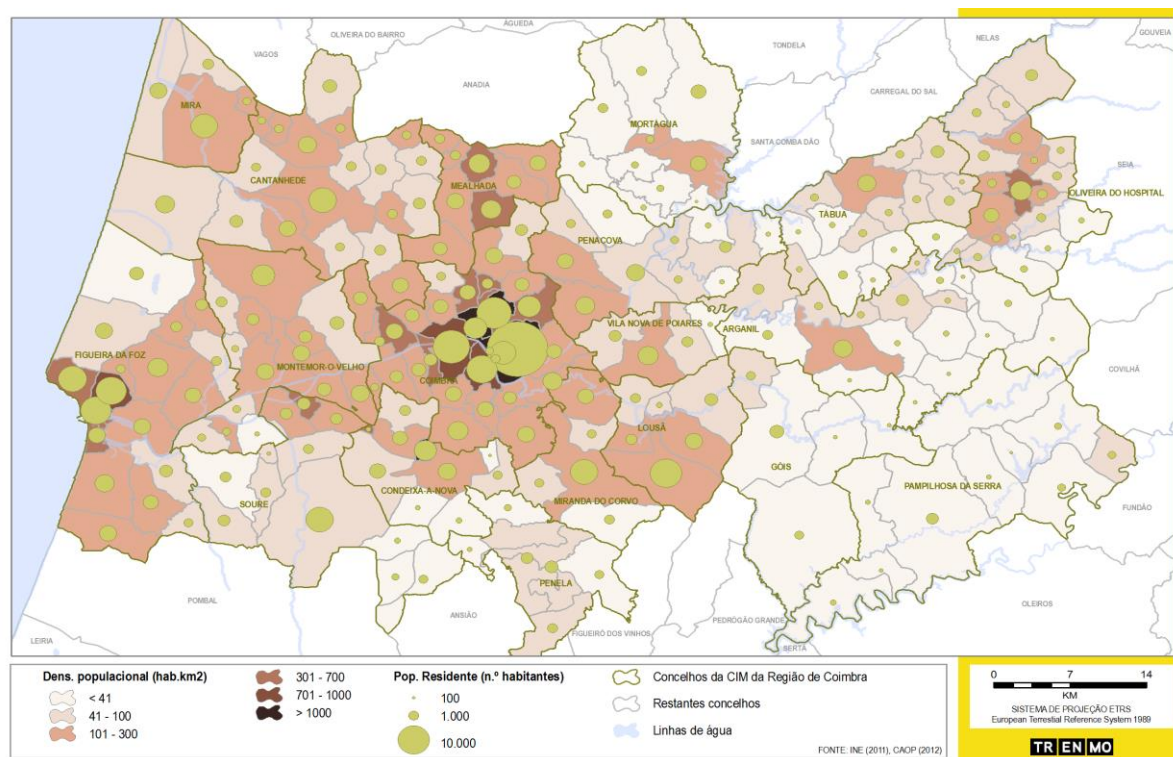 ÁGUEDA
OLIVEIRA DO BAIRRO
VAGOS
TONDELA
NELAS
GOUVEIA
ANADIA
CARREGAL DO SAL
MIRA
MORTÁGUA
SANTA COMBA DÃO
SEIA
CANTANHEDE
MEALHADA
OLIVEIRA DO HOSPITAL
TÁBUA
PENACOVA
VILA NOVA DE POIARES
ARGANIL
FIGUEIRA DA FOZ
MONTEMOR-O-VELHO
COIMBRA
COVILHÃ
LOUSÃ
GÓIS
PAMPILHOSA DA SERRA
CONDEIXA-A-NOVA
MIRANDA DO CORVO
SOURE
FUNDÃO
PENELA
POMBAL
OLEIROS
ANSIÃO
PEDRÓGÃO GRANDE
FIGUEIRÓ DOS VINHOS
LEIRIA
SERTÃ
Dens. populacional (hab.km2)
< 41
41 - 100
101 - 300
301 - 700
701 - 1000
> 1000
Pop. Residente (n.º habitantes)
100
1.000
10.000
Concelhos da CIM da Região de Coimbra
Restantes concelhos
Linhas de água
FONTE: INE (2011), CAOP (2012)
0 7 14
KM
SISTEMA DE PROJEÇÃO ETRS
European Terrestial Reference System 1989
TRENMO